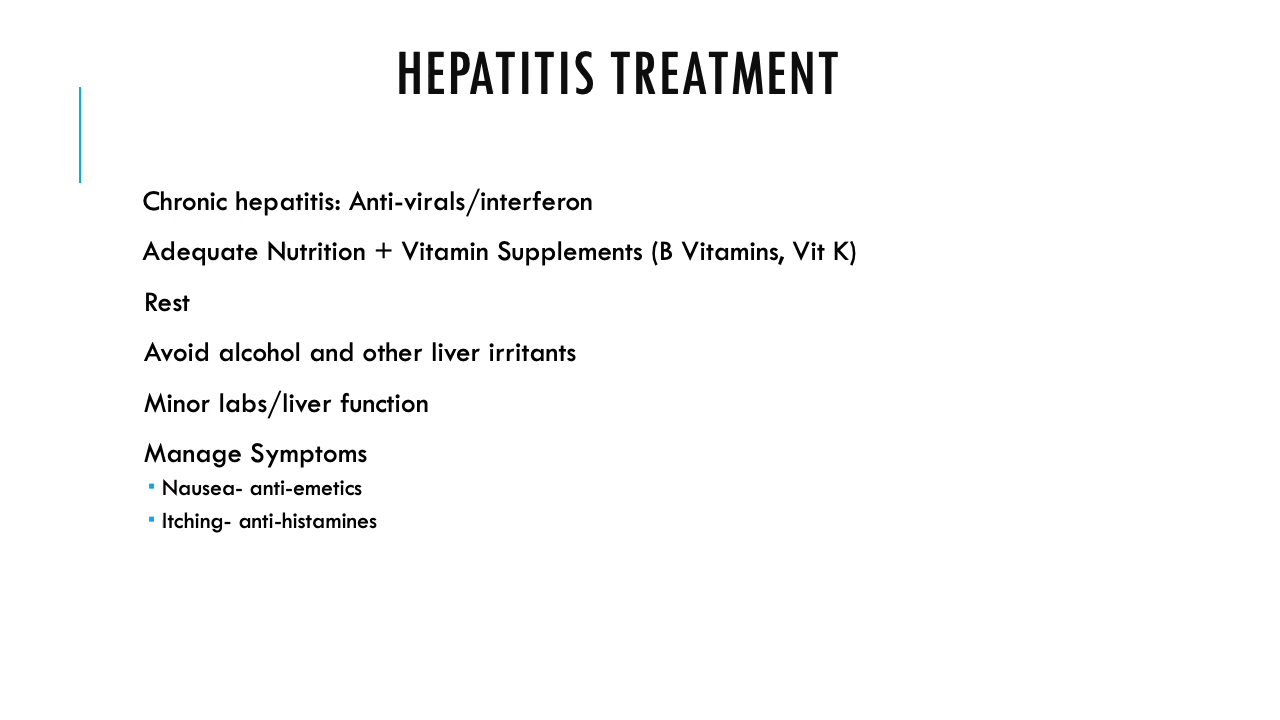 HEPATITIS TREATMENT
Chronic hepatitis: Anti-virals/interferon
Adequate Nutrition + Vitamin Supplements (B Vitamins, Vit K)
Rest
Avoid alcohol and other liver irritants
Minor labs/liver function
Manage Symptoms
▪ Nausea- anti-emetics
▪ Itching- anti-histamines